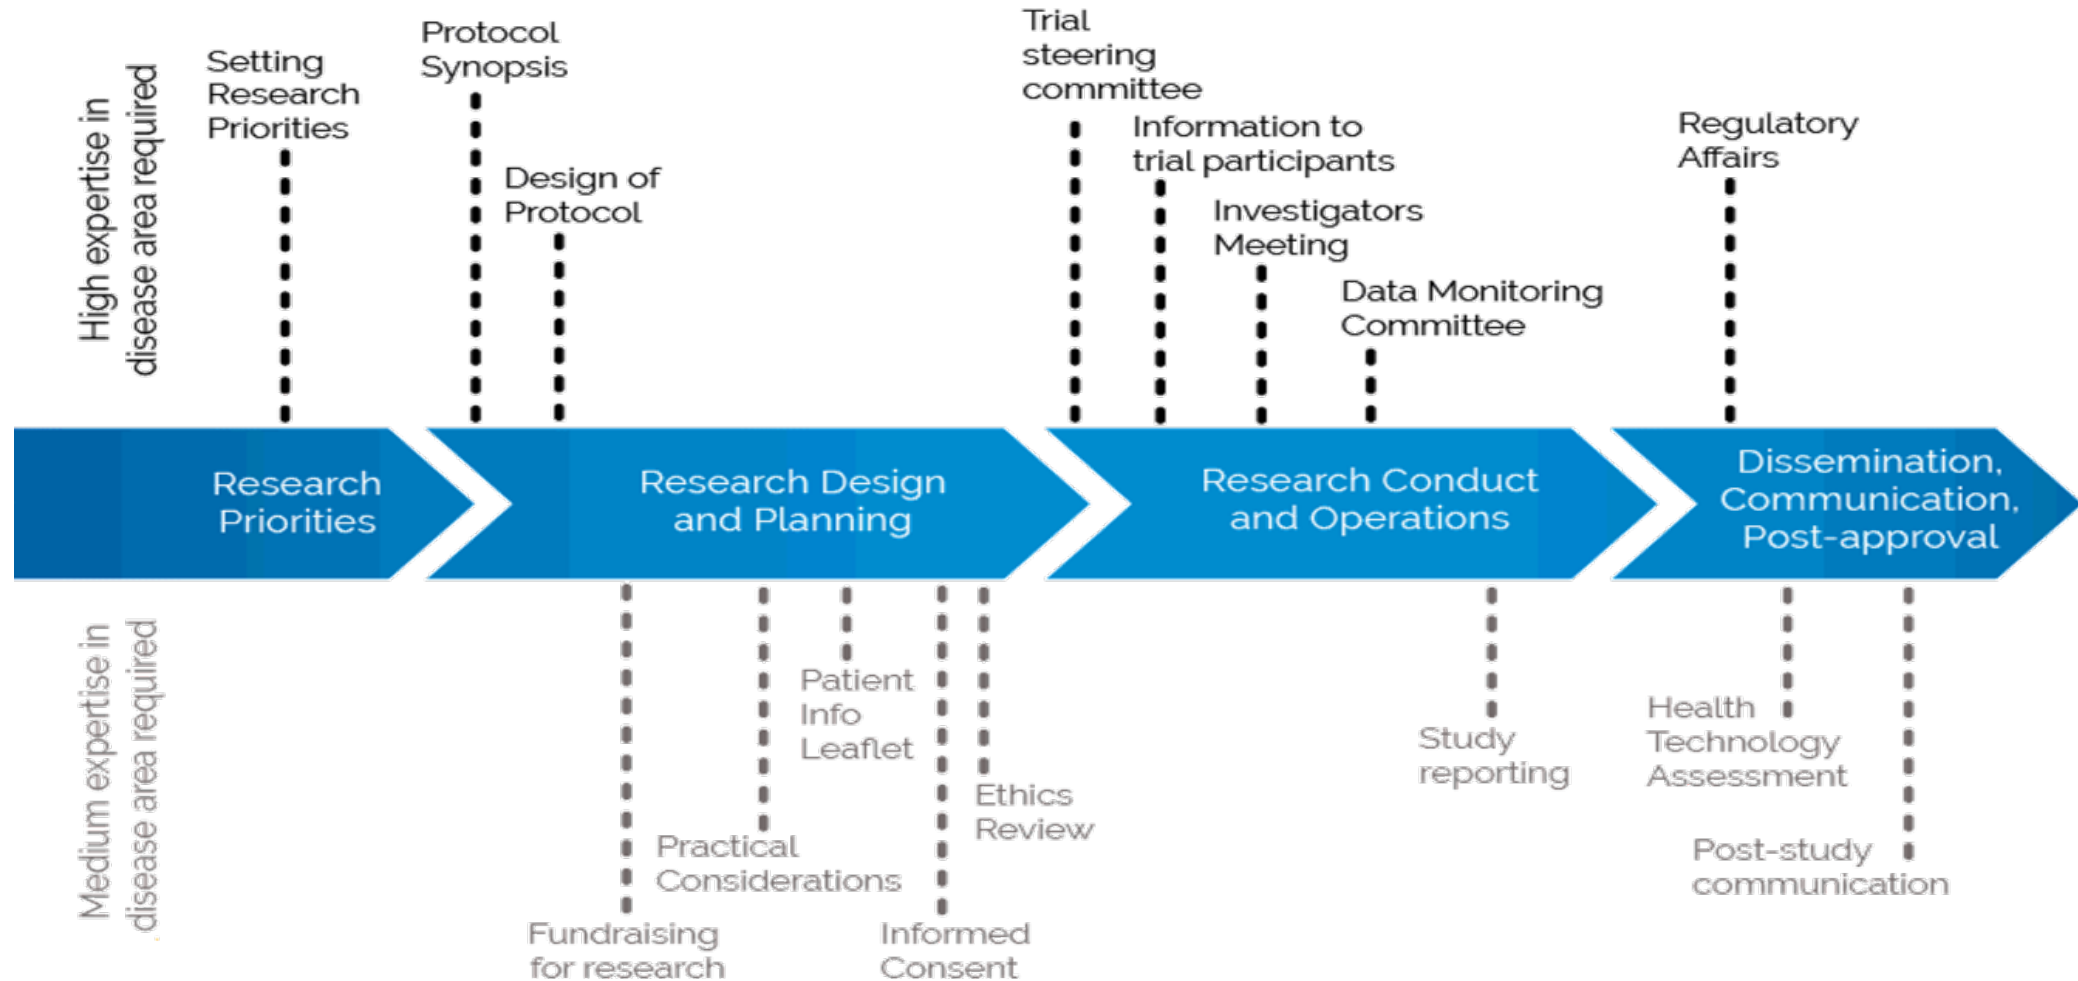 High expertise in
disease area required
Setting
Research
Priorities
Protocol
Synopsis
Design of
Protocol
Trial
steering
committee
Information to
trial participants
Investigators
Meeting
Data Monitoring
Committee
Regulatory
Affairs
Research
Priorities
Research Design
and Planning
Research Conduct
and Operations
Dissemination,
Communication,
Post-approval
Medium expertise in
disease area required
Fundraising
for research
Practical
Considerations
Patient
Info
Leaflet
Informed
Consent
Ethics
Review
Study
reporting
Health
Technology
Assessment
Post-study
communication